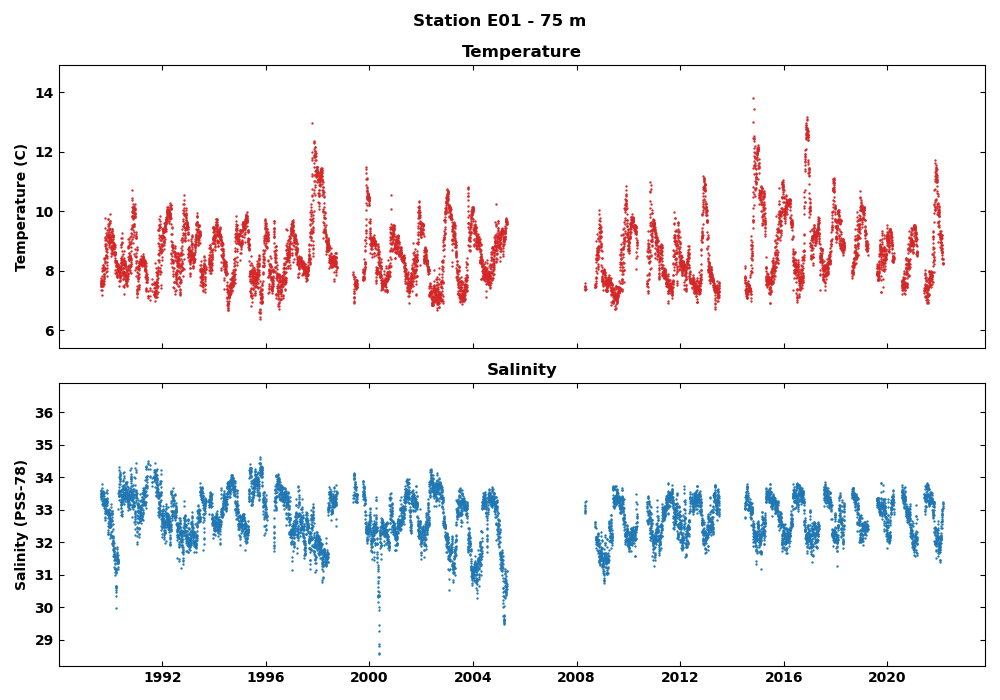 Station E01 - 75 m
Temperature
Temperature (C)
14
12
10
8
6
Salinity
Salinity (PSS-78)
36
35
34
33
32
31
30
29
1992 1996 2000 2004 2008 2012 2016 2020